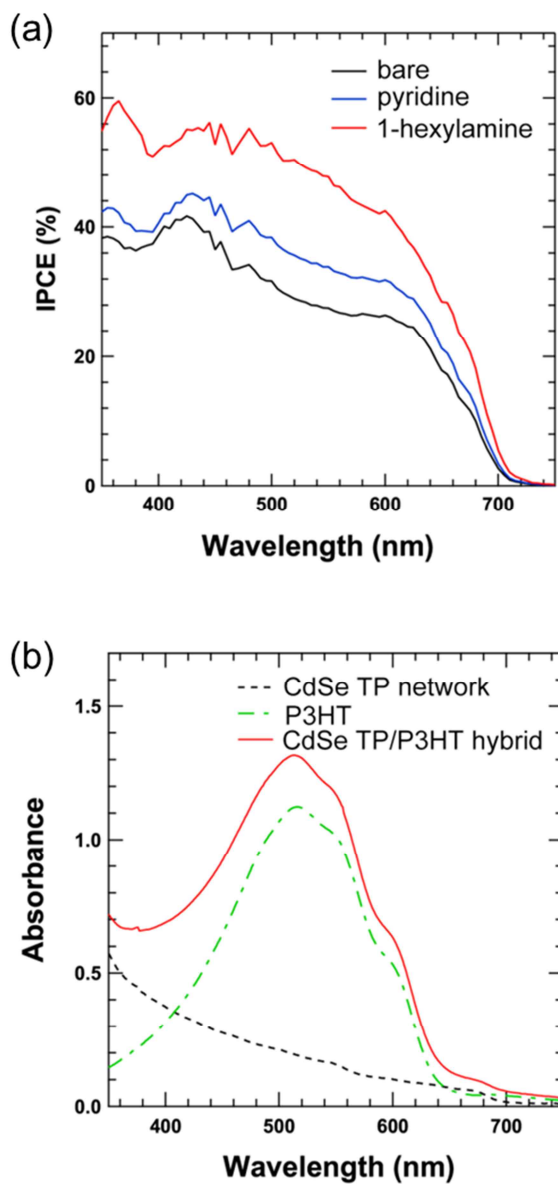 (a)
bare
pyridine
1-hexylamine
60
40
20
0
IPCE (%)
400 500 600 700
Wavelength (nm)
(b)
CdSe TP network
P3HT
CdSe TP/P3HT hybrid
1.5
1.0
0.5
0.0
Absorbance
400 500 600 700
Wavelength (nm)